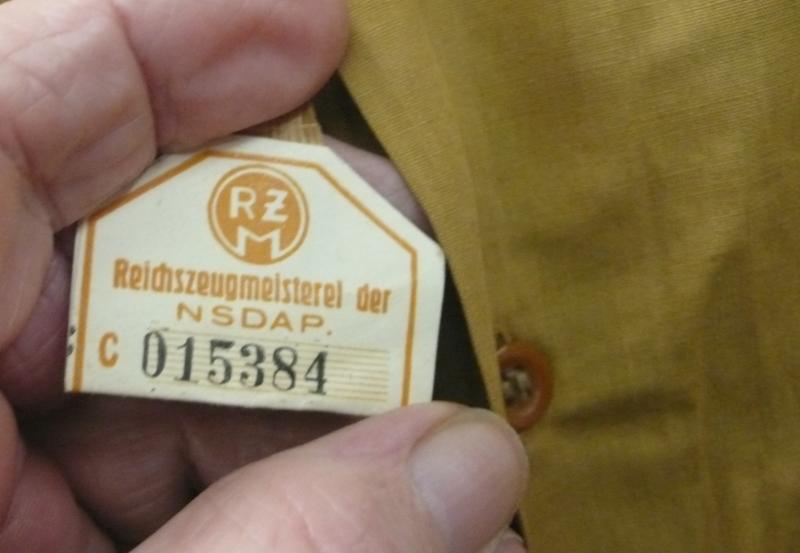 RZM
Reichszeugmeisterei der
NSDAP.
C 015384